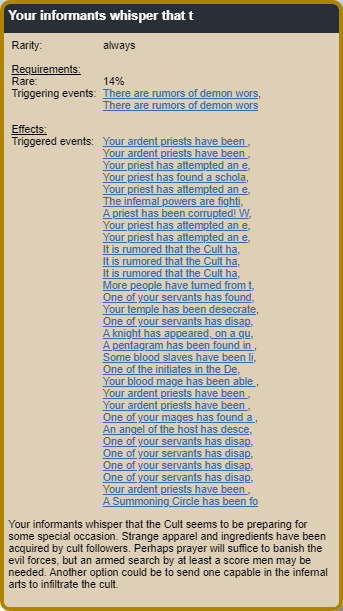 Your informants whisper that t
Rarity: always
Requirements:
Rare: 14%
Triggering events: There are rumors of demon wors,
There are rumors of demon wors
Effects:
Triggered events: Your ardent priests have been ,
Your ardent priests have been ,
Your priest has attempted an e,
Your priest has found a schola,
Your priest has attempted an e,
The infernal powers are fighti,
A priest has been corrupted! W,
Your priest has attempted an e,
Your priest has attempted an e,
It is rumored that the Cult ha,
It is rumored that the Cult ha,
It is rumored that the Cult ha,
More people have turned from t,
One of your servants has found,
Your temple has been desecrate,
One of your servants has disap,
A knight has appeared, on a qu,
A pentagram has been found in ,
Some blood slaves have been li,
One of the initiates in the De,
Your blood mage has been able ,
Your ardent priests have been ,
Your ardent priests have been ,
One of your mages has found a ,
An angel of the host has desce,
One of your servants has disap,
One of your servants has disap,
One of your servants has disap,
One of your servants has disap,
Your ardent priests have been ,
A Summoning Circle has been fo
Your informants whisper that the Cult seems to be preparing for
some special occasion. Strange apparel and ingredients have been
acquired by cult followers. Perhaps prayer will suffice to banish the
evil forces, but an armed search by at least a score men may be
needed. Another option could be to send one capable in the infernal
arts to infiltrate the cult.